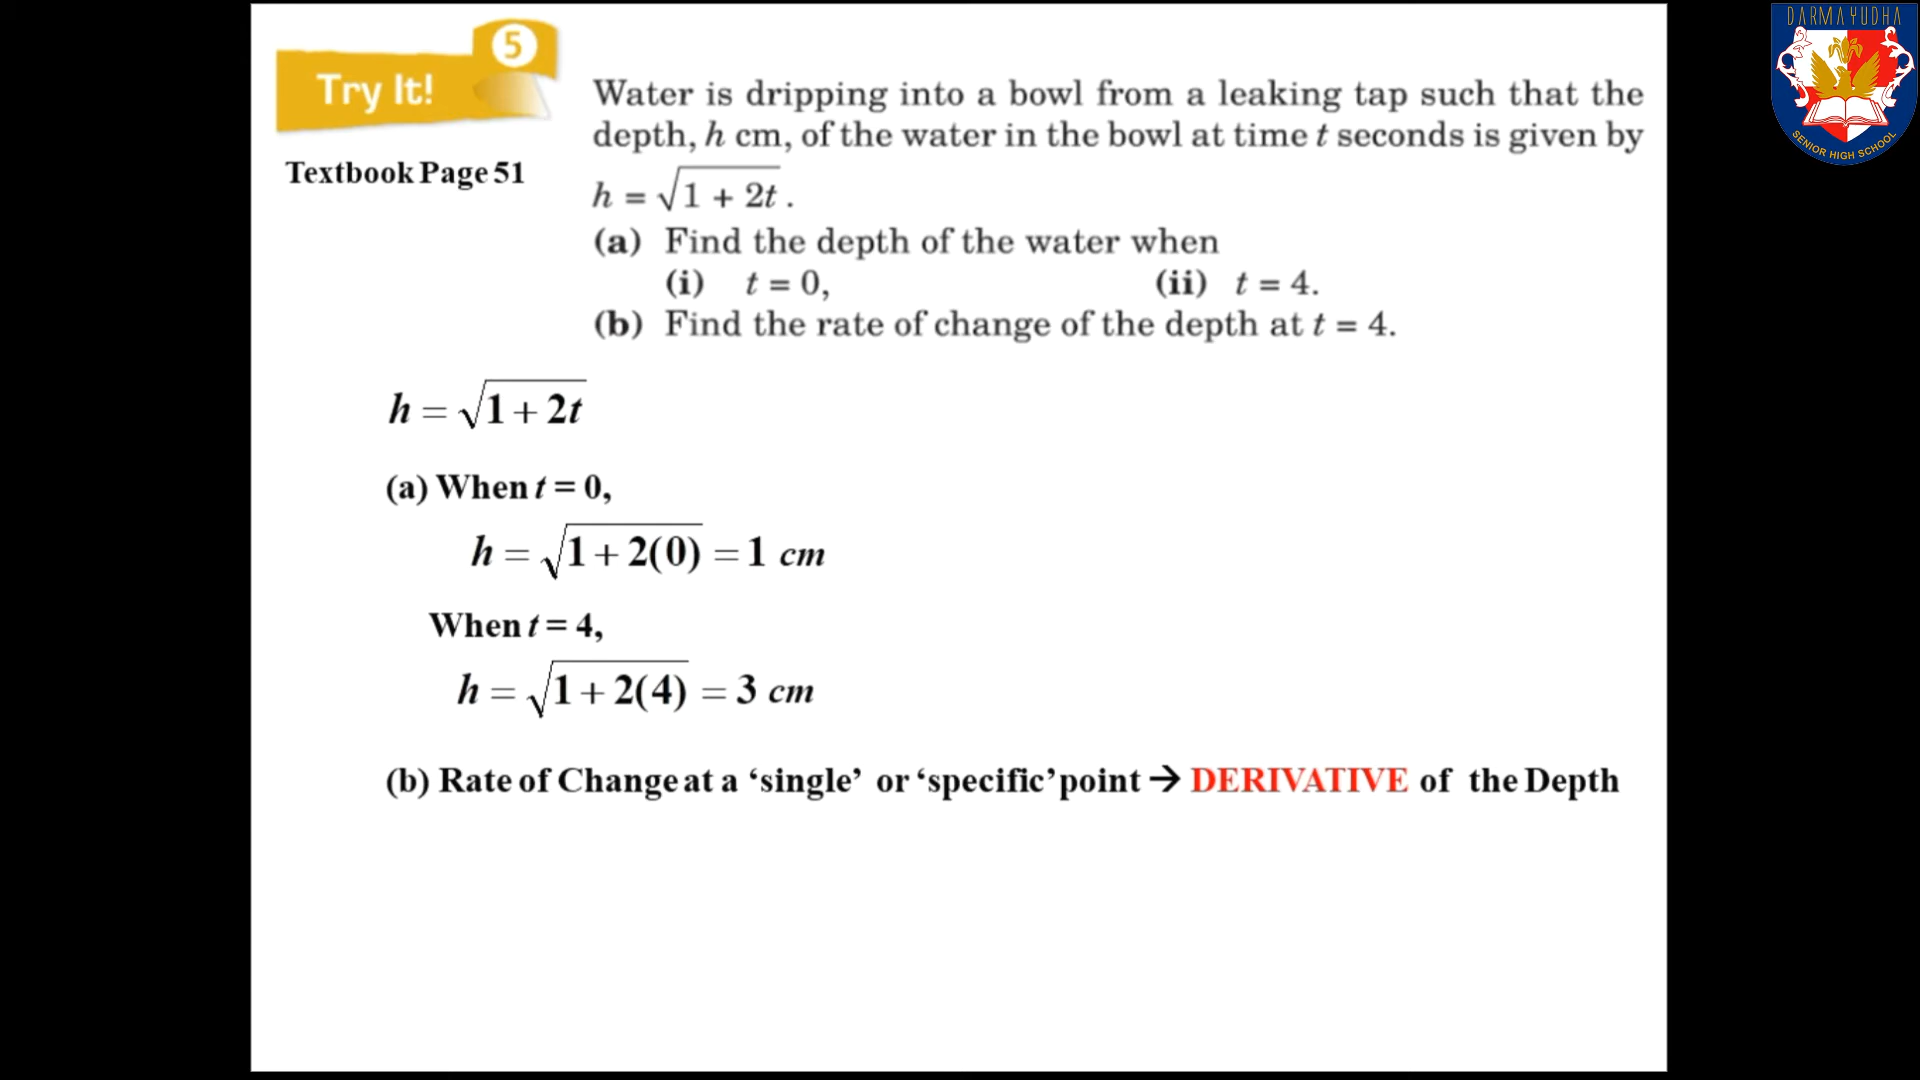 5
Try It!
Textbook Page 51
Water is dripping into a bowl from a leaking tap such that the
depth, h cm, of the water in the bowl at time t seconds is given by
h = √(1 + 2t) .
(a) Find the depth of the water when
(i) t = 0, (ii) t = 4.
(b) Find the rate of change of the depth at t = 4.
h = √(1 + 2t)
(a) When t = 0,
h = √(1 + 2(0)) = 1 cm
When t = 4,
h = √(1 + 2(4)) = 3 cm
(b) Rate of Change at a ‘single’ or ‘specific’ point → DERIVATIVE of the Depth
DARMA YUDHA
SENIOR HIGH SCHOOL